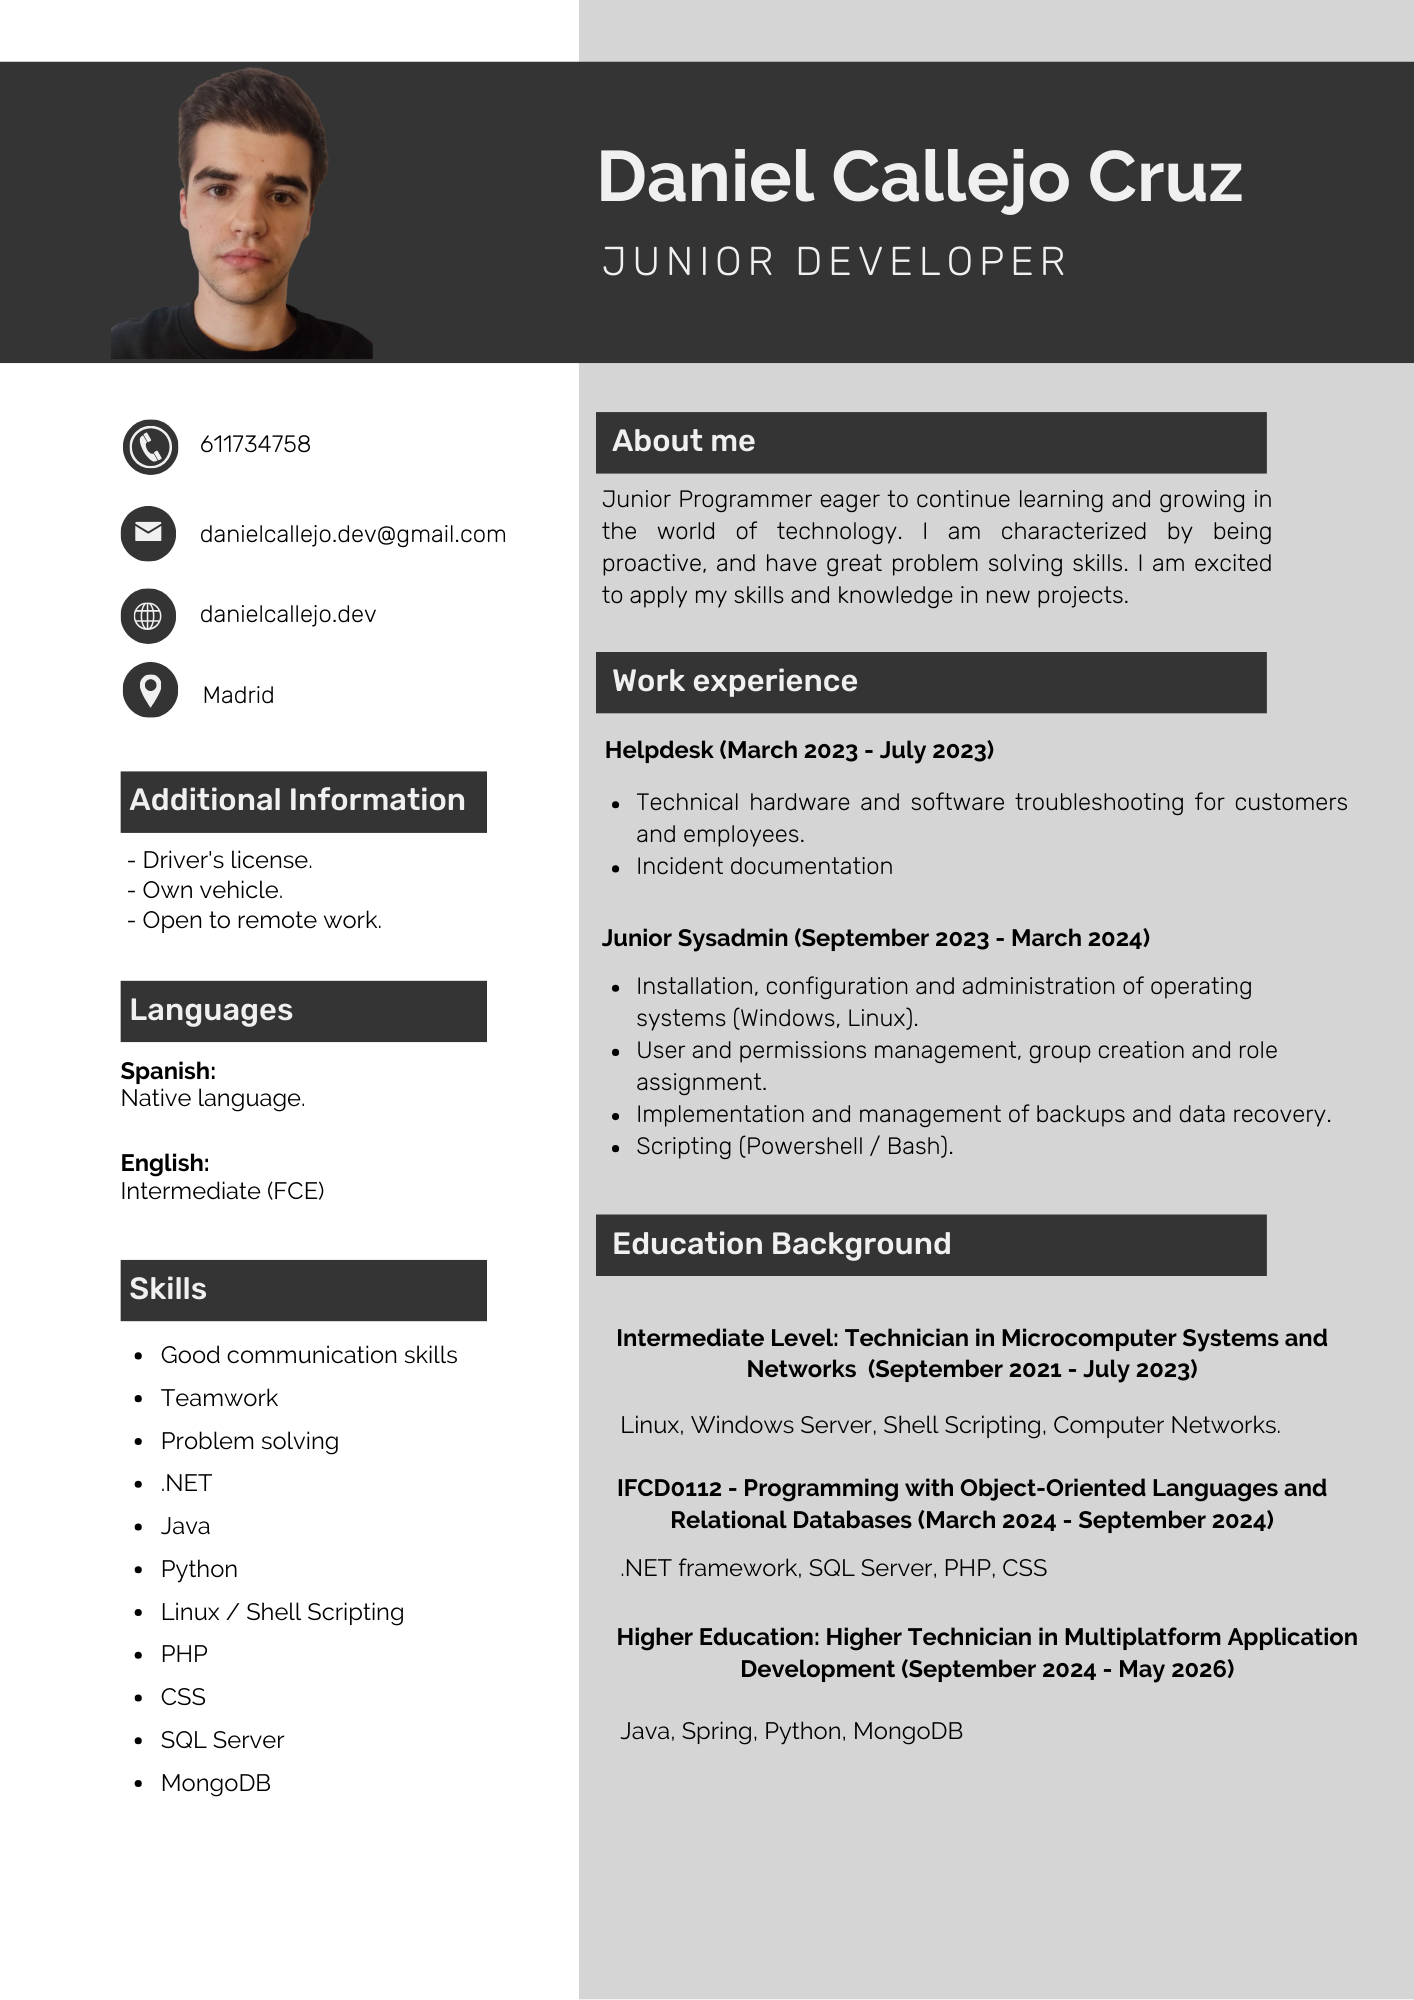 Daniel Callejo Cruz
JUNIOR DEVELOPER
611734758
danielcallejo.dev@gmail.com
danielcallejo.dev
Madrid
Additional Information
- Driver's license.
- Own vehicle.
- Open to remote work.
Languages
Spanish:
Native language.
English:
Intermediate (FCE)
Skills
• Good communication skills
• Teamwork
• Problem solving
• .NET
• Java
• Python
• Linux / Shell Scripting
• PHP
• CSS
• SQL Server
• MongoDB
About me
Junior Programmer eager to continue learning and growing in
the world of technology. I am characterized by being
proactive, and have great problem solving skills. I am excited
to apply my skills and knowledge in new projects.
Work experience
Helpdesk (March 2023 - July 2023)
• Technical hardware and software troubleshooting for customers
and employees.
• Incident documentation
Junior Sysadmin (September 2023 - March 2024)
• Installation, configuration and administration of operating
systems (Windows, Linux).
• User and permissions management, group creation and role
assignment.
• Implementation and management of backups and data recovery.
• Scripting (Powershell / Bash).
Education Background
Intermediate Level: Technician in Microcomputer Systems and
Networks (September 2021 - July 2023)
Linux, Windows Server, Shell Scripting, Computer Networks.
IFCD0112 - Programming with Object-Oriented Languages and
Relational Databases (March 2024 - September 2024)
.NET framework, SQL Server, PHP, CSS
Higher Education: Higher Technician in Multiplatform Application
Development (September 2024 - May 2026)
Java, Spring, Python, MongoDB